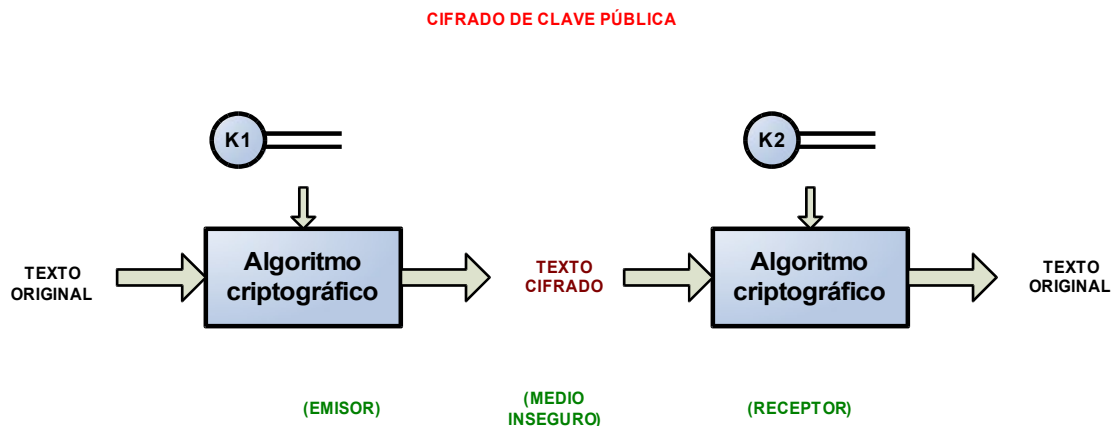 CIFRADO DE CLAVE PÚBLICA
K1
K2
TEXTO
ORIGINAL
Algoritmo
criptográfico
TEXTO
CIFRADO
Algoritmo
criptográfico
TEXTO
ORIGINAL
(EMISOR)
(MEDIO
INSEGURO)
(RECEPTOR)